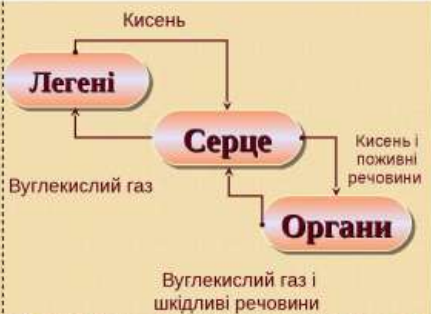 Кисень
Легені
Серце
Кисень і
поживні
речовини
Вуглекислий газ
Органи
Вуглекислий газ і
шкідливі речовини